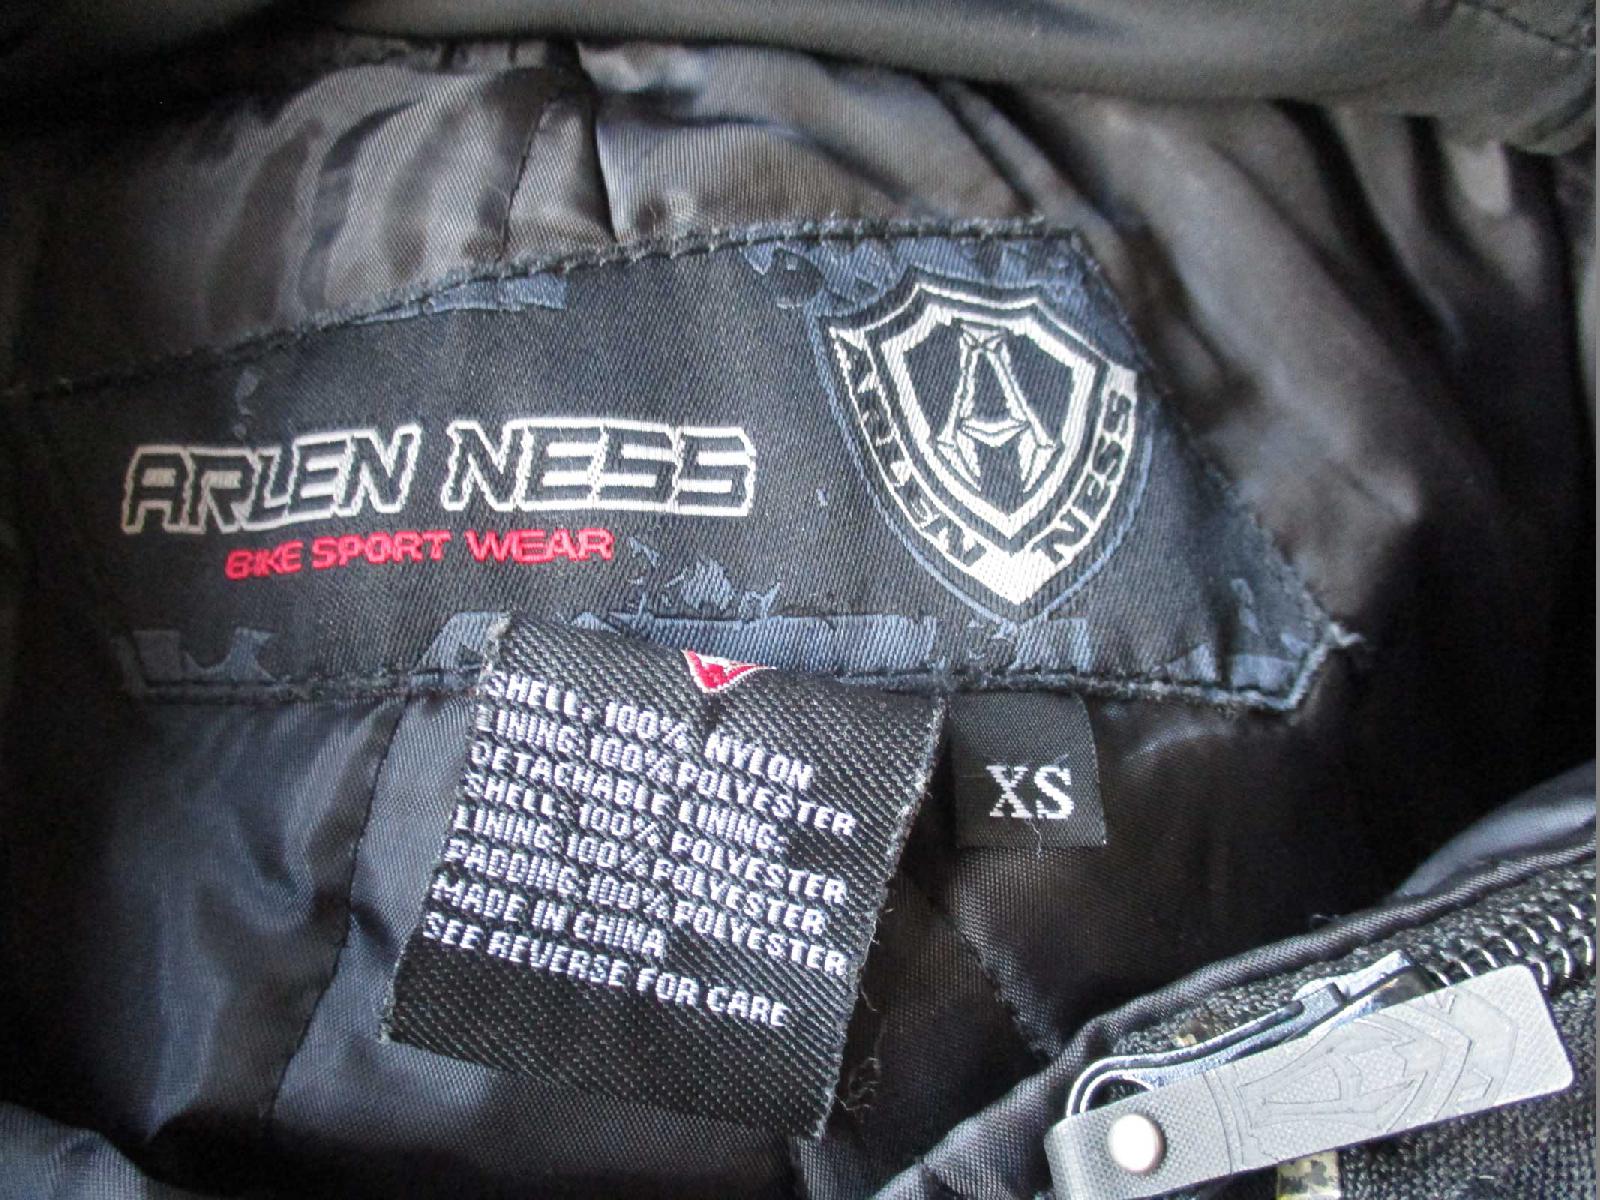 ARLEN NESS
BIKE SPORT WEAR
ARLEN NESS
SHELL: 100% NYLON
LINING: 100% POLYESTER
DETACHABLE LINING:
SHELL: 100% POLYESTER
LINING: 100% POLYESTER
PADDING: 100% POLYESTER
MADE IN CHINA
SEE REVERSE FOR CARE
XS